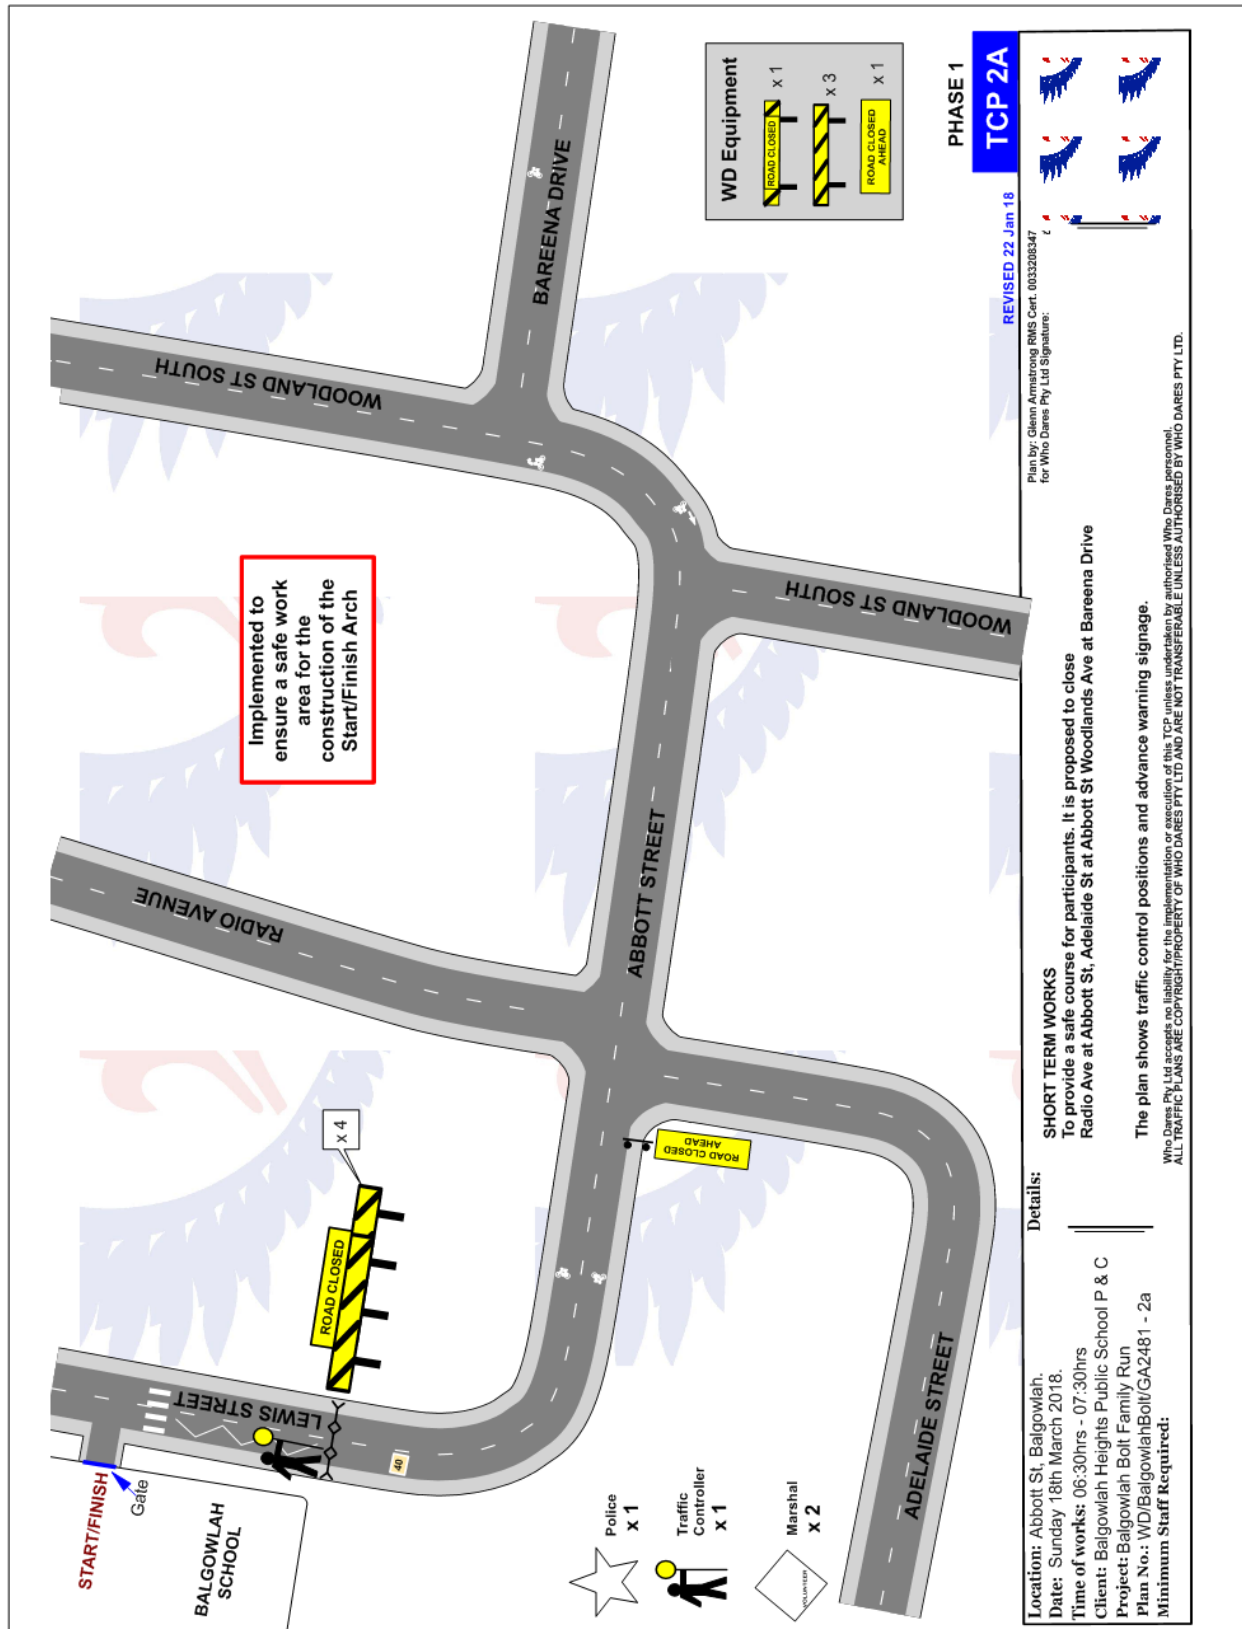 START/FINISH
Gate
BALGOWLAH
SCHOOL
LEWIS STREET
40
ROAD CLOSED
x 4
RADIO AVENUE
Implemented to
ensure a safe work
area for the
construction of the
Start/Finish Arch
WOODLAND ST SOUTH
BAREENA DRIVE
ABBOTT STREET
ROAD CLOSED
AHEAD
WOODLAND ST SOUTH
ADELAIDE STREET
Police
x 1
Traffic
Controller
x 1
VOLUNTEER
Marshal
x 2
WD Equipment
ROAD CLOSED
x 1
x 3
ROAD CLOSED
AHEAD
x 1
PHASE 1
REVISED 22 Jan 18
TCP 2A
Location: Abbott St, Balgowlah.
Date: Sunday 18th March 2018.
Time of works: 06:30hrs - 07:30hrs
Client: Balgowlah Heights Public School P & C
Project: Balgowlah Bolt Family Run
Plan No.: WD/BalgowlahBolt/GA2481 - 2a
Minimum Staff Required:
Details:
SHORT TERM WORKS
To provide a safe course for participants. It is proposed to close
Radio Ave at Abbott St, Adelaide St at Abbott St Woodlands Ave at Bareena Drive
The plan shows traffic control positions and advance warning signage.
Who Dares Pty Ltd accepts no liability for the implementation or execution of this TCP unless undertaken by authorised Who Dares personnel.
ALL TRAFFIC PLANS ARE COPYRIGHT/PROPERTY OF WHO DARES PTY LTD AND ARE NOT TRANSFERABLE UNLESS AUTHORISED BY WHO DARES PTY LTD.
Plan by: Glenn Armstrong RMS Cert. 0033208347
for Who Dares Pty Ltd Signature: